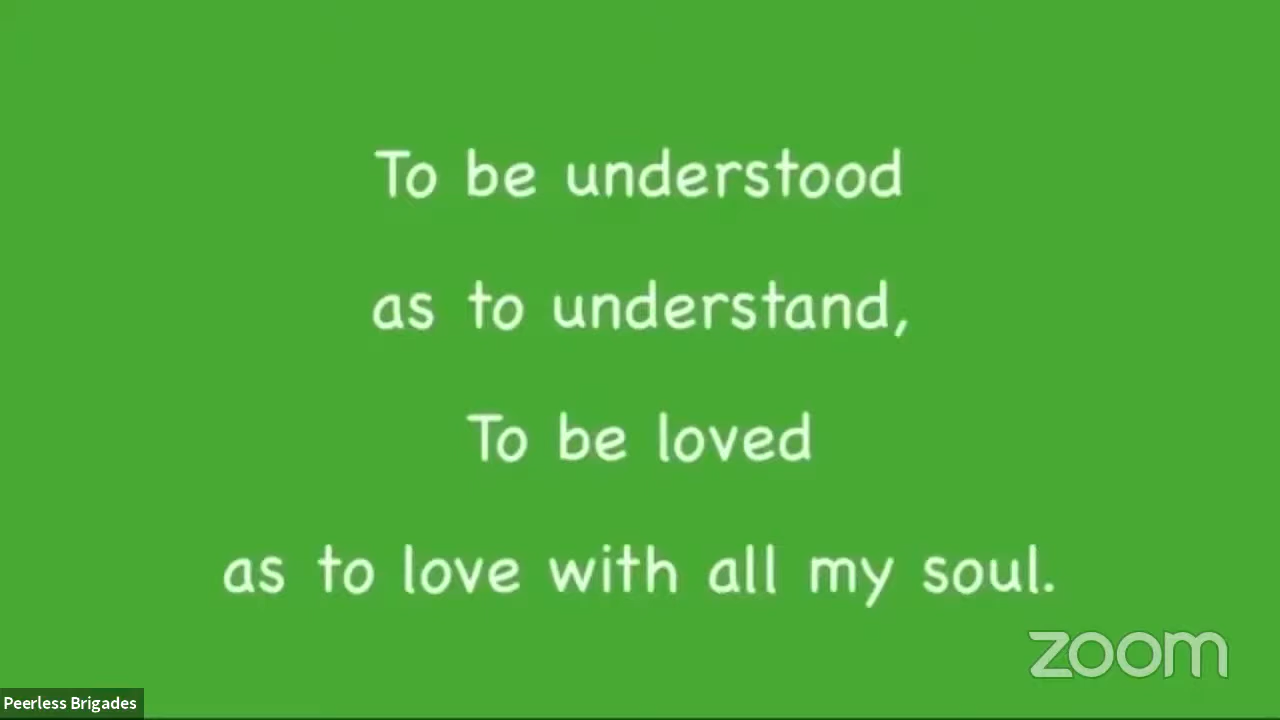 To be understood
as to understand,
To be loved
as to love with all my soul.
zoom
Peerless Brigades